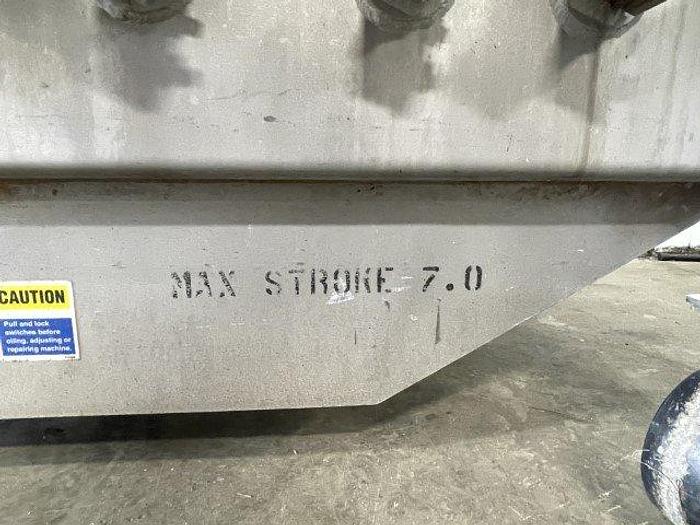 MAX STROKE 7.0
CAUTION
Pull and lock
switches before
oiling, adjusting or
repairing machine.